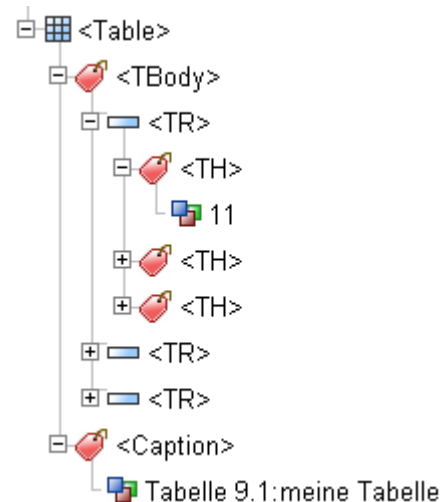 <Table>
<TBody>
<TR>
<TH>
11
<TH>
<TH>
<TR>
<TR>
<Caption>
Tabelle 9.1:meine Tabelle